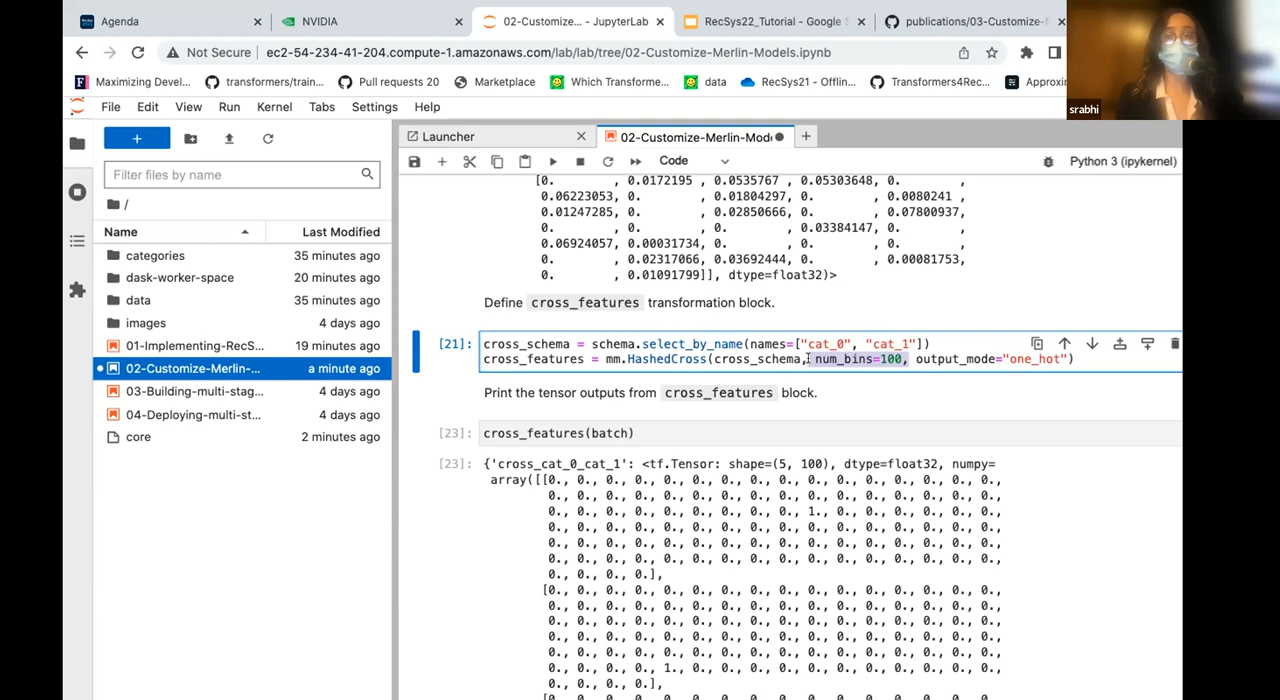 Agenda
NVIDIA
02-Customize... - JupyterLab
RecSys22_Tutorial - Google S
publications/03-Customize-M
Not Secure
ec2-54-234-41-204.compute-1.amazonaws.com/lab/lab/tree/02-Customize-Merlin-Models.ipynb
Maximizing Devel...
transformers/train...
Pull requests 20
Marketplace
Which Transforme...
data
RecSys21 - Offlin...
Transformers4Rec...
Approxin
srabhi
File Edit View Run Kernel Tabs Settings Help
Launcher
02-Customize-Merlin-Mode
Code
Python 3 (ipykernel)
Filter files by name
/
Name
Last Modified
categories 35 minutes ago
dask-worker-space 20 minutes ago
data 35 minutes ago
images 4 days ago
01-Implementing-RecS... 19 minutes ago
02-Customize-Merlin-... a minute ago
03-Building-multi-stag... 4 days ago
04-Deploying-multi-st... 4 days ago
core 2 minutes ago
[0. , 0.0172195 , 0.0535767 , 0.05303648, 0. ,
0.06223053, 0. , 0.01804297, 0. , 0.0080241 ,
0.01247285, 0. , 0.02850666, 0. , 0.07800937,
0. , 0. , 0. , 0.03384147, 0. ,
0.06924057, 0.00031734, 0. , 0. , 0. ,
0. , 0.02317066, 0.03692444, 0. , 0.00081753,
0. , 0.01091799]], dtype=float32)>
Define cross_features transformation block.
[21]: cross_schema = schema.select_by_name(names=["cat_0", "cat_1"])
cross_features = mm.HashedCross(cross_schema, num_bins=100, output_mode="one_hot")
Print the tensor outputs from cross_features block.
[23]: cross_features(batch)
[23]: {'cross_cat_0_cat_1': <tf.Tensor: shape=(5, 100), dtype=float32, numpy=
array([[0., 0., 0., 0., 0., 0., 0., 0., 0., 0., 0., 0., 0., 0., 0., 0.,
0., 0., 0., 0., 0., 0., 0., 0., 0., 0., 0., 0., 0., 0., 0., 0.,
0., 0., 0., 0., 0., 0., 0., 0., 0., 1., 0., 0., 0., 0., 0., 0.,
0., 0., 0., 0., 0., 0., 0., 0., 0., 0., 0., 0., 0., 0., 0., 0.,
0., 0., 0., 0., 0., 0., 0., 0., 0., 0., 0., 0., 0., 0., 0., 0.,
0., 0., 0., 0., 0., 0., 0., 0., 0., 0., 0., 0., 0., 0., 0., 0.,
0., 0., 0., 0.],
[0., 0., 0., 0., 0., 0., 0., 0., 0., 0., 0., 0., 0., 0., 0., 0.,
0., 0., 0., 0., 0., 0., 0., 0., 0., 0., 0., 0., 0., 0., 0., 0.,
0., 0., 0., 0., 0., 0., 0., 0., 0., 0., 0., 0., 0., 0., 0., 0.,
0., 0., 0., 0., 0., 0., 0., 0., 0., 0., 0., 0., 0., 0., 0., 0.,
0., 0., 0., 0., 0., 0., 0., 0., 0., 0., 0., 0., 0., 0., 0., 0.,
0., 0., 0., 0., 1., 0., 0., 0., 0., 0., 0., 0., 0., 0., 0., 0.,
0., 0., 0., 0.],